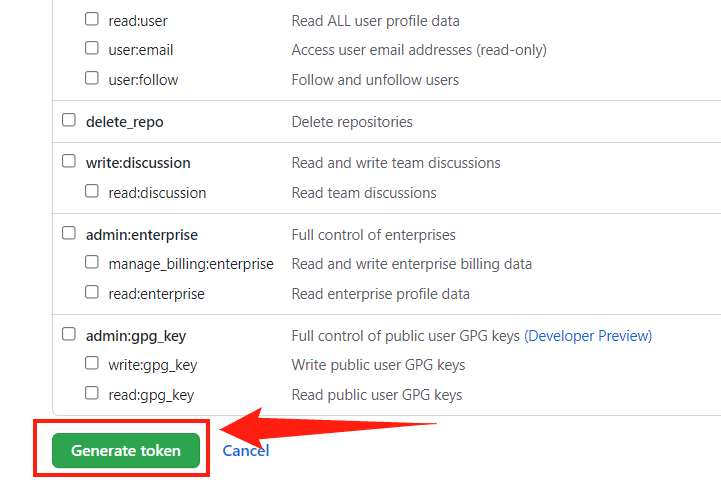 read:user Read ALL user profile data
user:email Access user email addresses (read-only)
user:follow Follow and unfollow users
delete_repo Delete repositories
write:discussion Read and write team discussions
read:discussion Read team discussions
admin:enterprise Full control of enterprises
manage_billing:enterprise Read and write enterprise billing data
read:enterprise Read enterprise profile data
admin:gpg_key Full control of public user GPG keys (Developer Preview)
write:gpg_key Write public user GPG keys
read:gpg_key Read public user GPG keys
Generate token Cancel